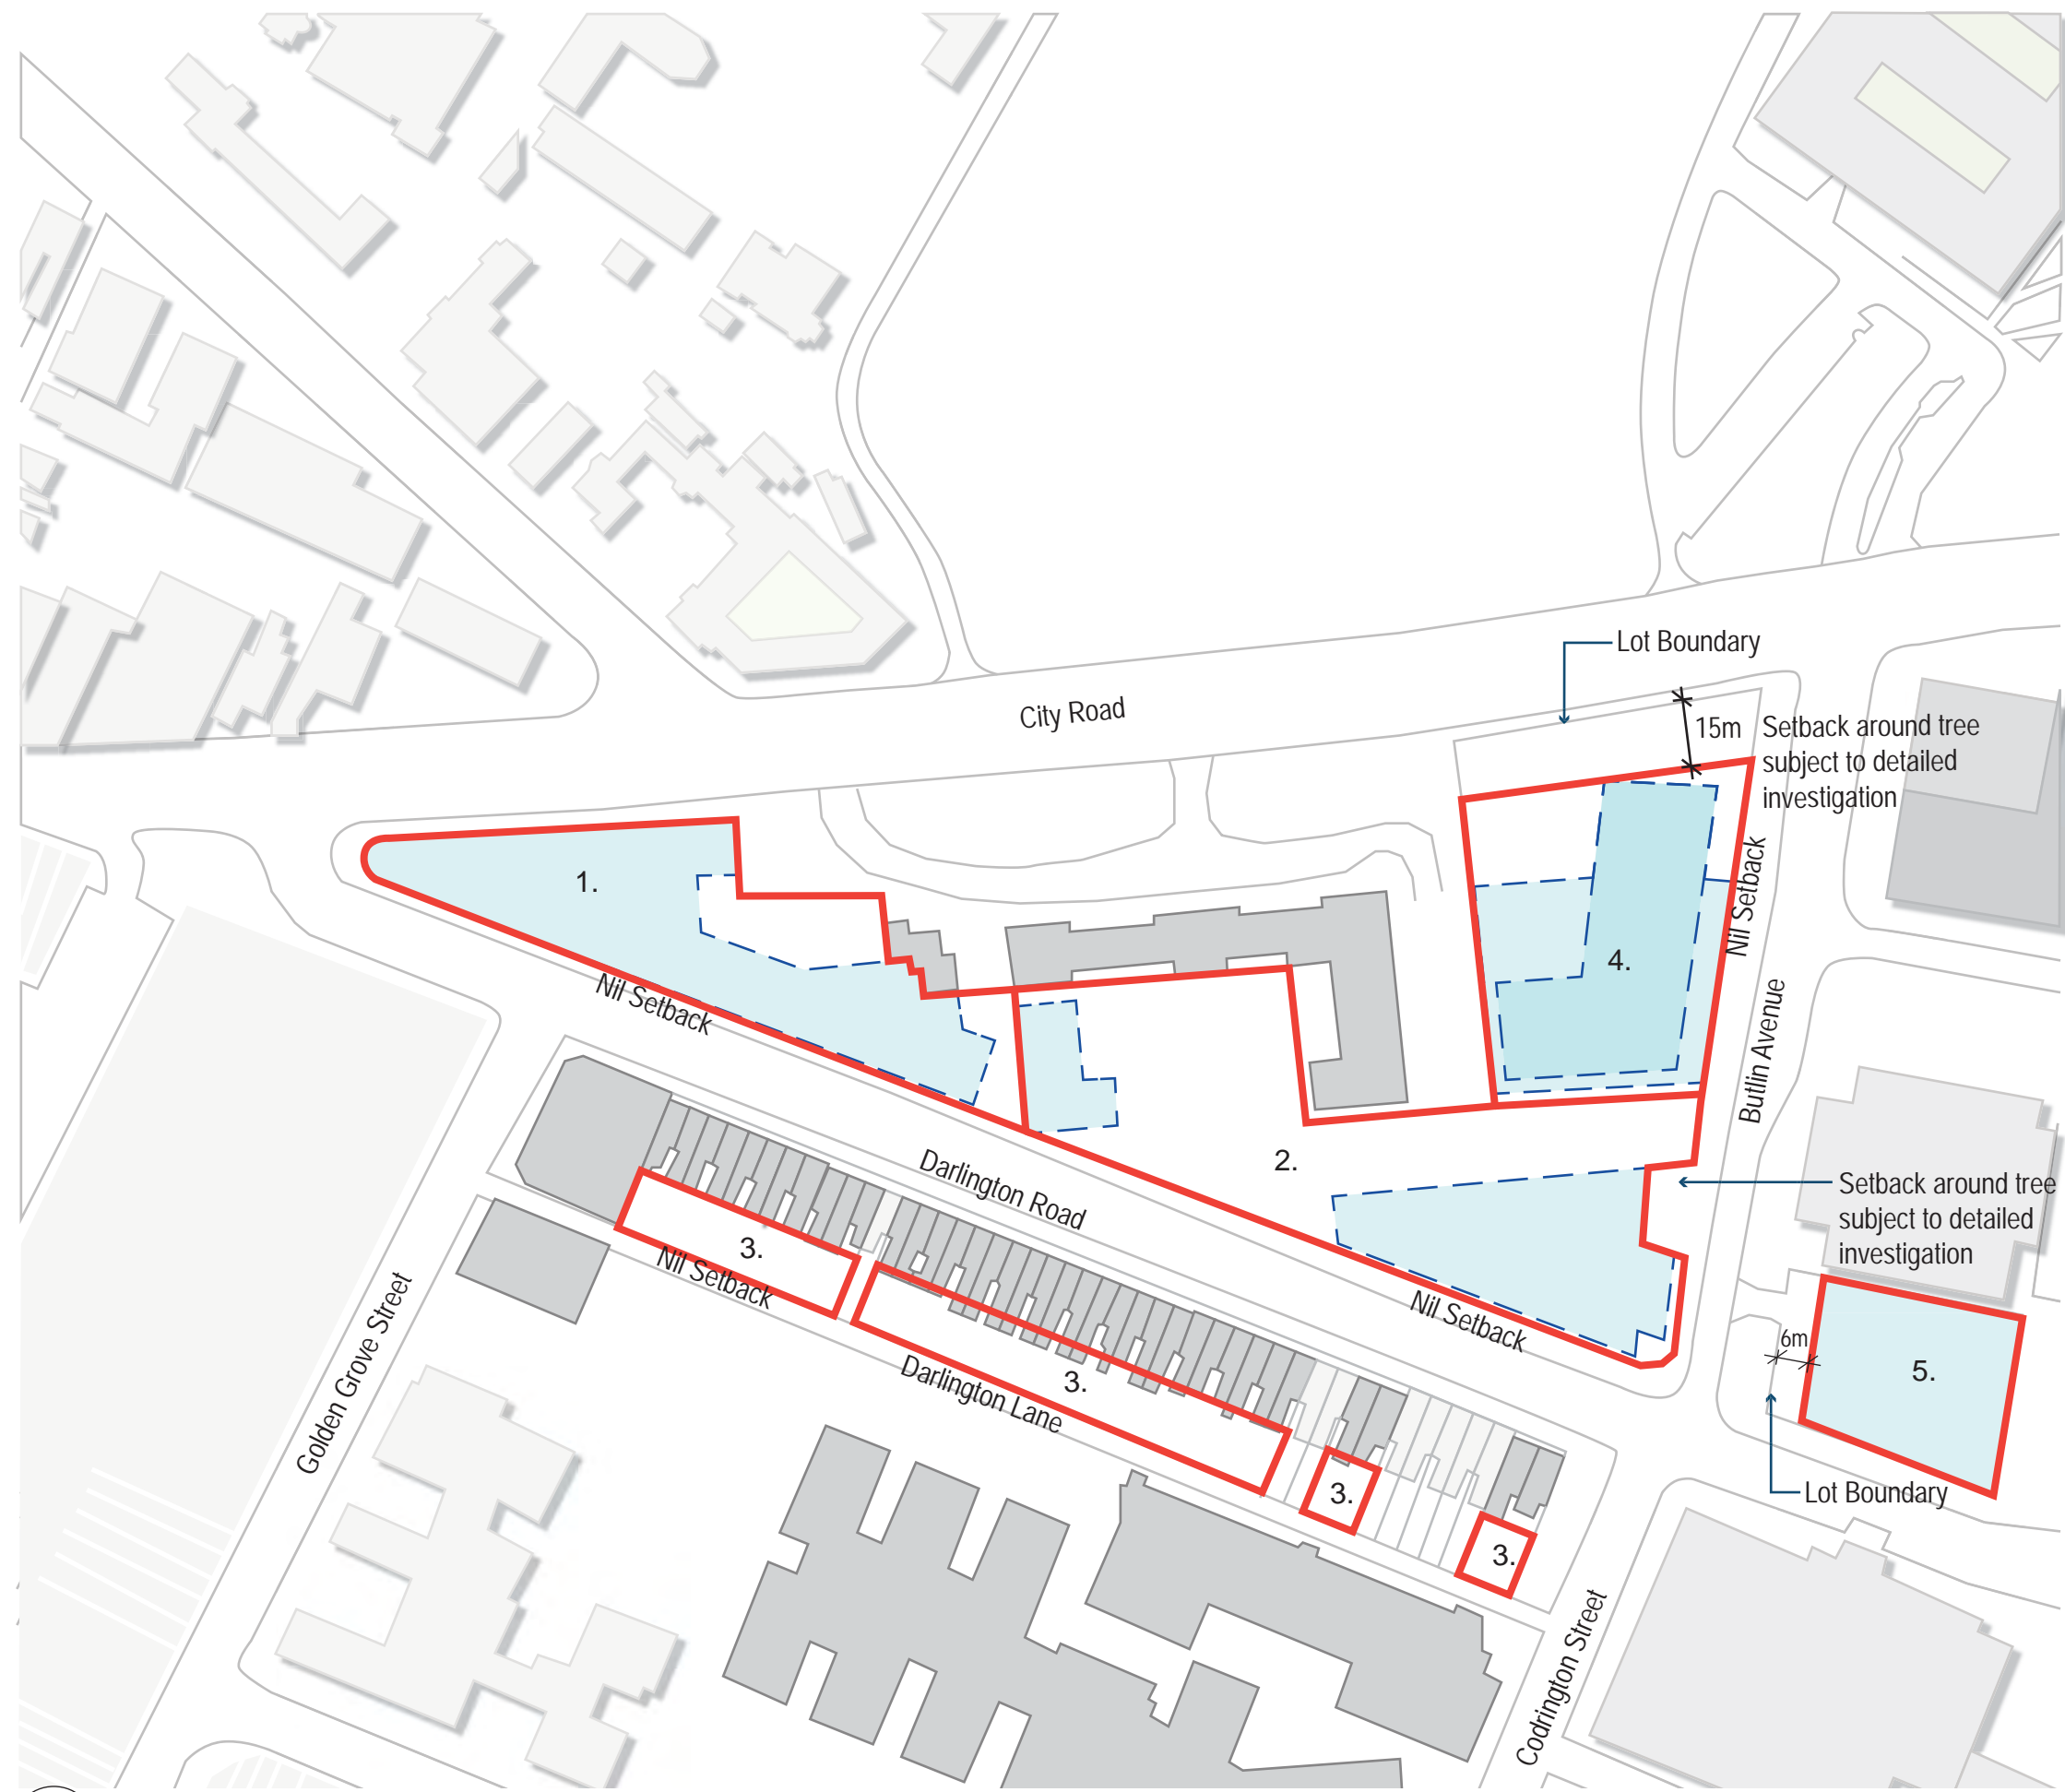 Lot Boundary
City Road
15m
Setback around tree
subject to detailed
investigation
1.
Nil Setback
4.
Nil Setback
Butlin Avenue
2.
Darlington Road
Setback around tree
subject to detailed
investigation
3.
Nil Setback
Nil Setback
6m
5.
Golden Grove Street
Darlington Lane
3.
3.
Lot Boundary
3.
Codrington Street